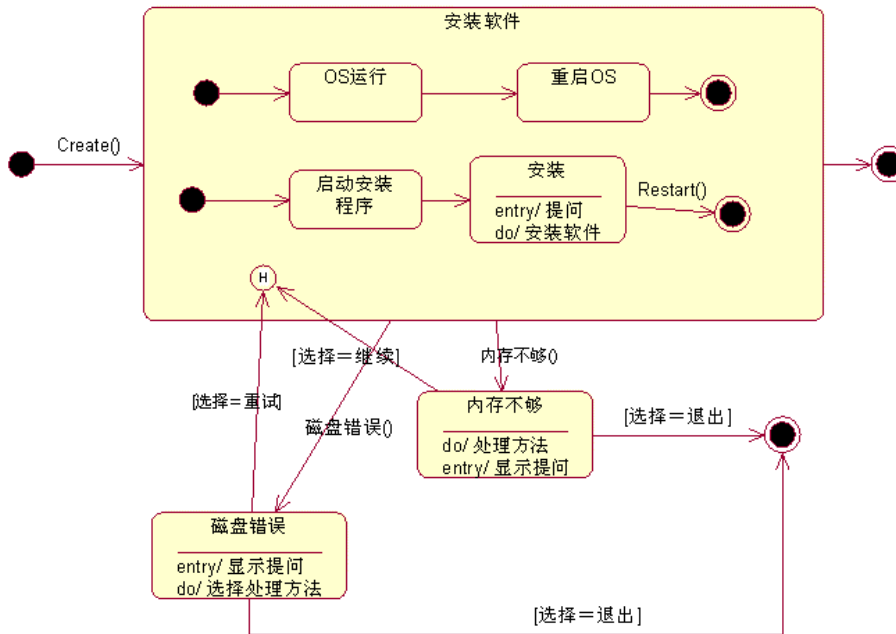 安装软件
OS运行
重启OS
Create()
启动安装
程序
安装
entry/ 提问
do/ 安装软件
Restart()
H
[选择＝继续]
内存不够()
[选择＝重试]
磁盘错误()
内存不够
do/ 处理方法
entry/ 显示提问
[选择＝退出]
磁盘错误
entry/ 显示提问
do/ 选择处理方法
[选择＝退出]